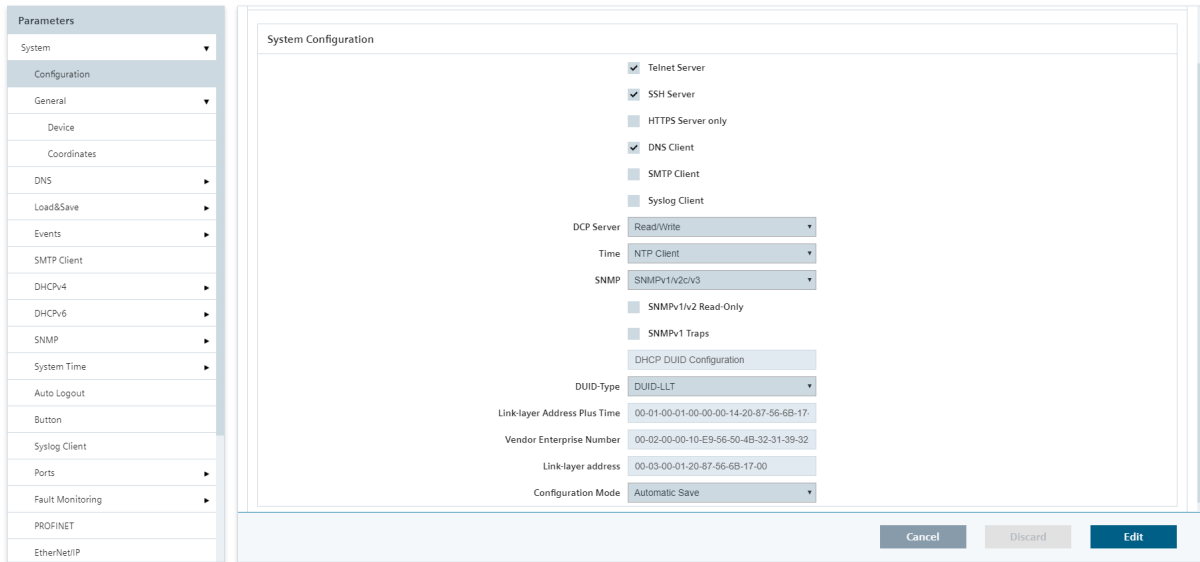 Parameters
System
Configuration
General
Device
Coordinates
DNS
Load&Save
Events
SMTP Client
DHCPv4
DHCPv6
SNMP
System Time
Auto Logout
Button
Syslog Client
Ports
Fault Monitoring
PROFINET
EtherNet/IP
System Configuration
Telnet Server
SSH Server
HTTPS Server only
DNS Client
SMTP Client
Syslog Client
DCP Server Read/Write
Time NTP Client
SNMP SNMPv1/v2c/v3
SNMPv1/v2 Read-Only
SNMPv1 Traps
DHCP DUID Configuration
DUID-Type DUID-LLT
Link-layer Address Plus Time 00-01-00-01-00-00-00-14-20-87-56-6B-17-
Vendor Enterprise Number 00-02-00-00-10-E9-56-50-4B-32-31-39-32
Link-layer address 00-03-00-01-20-87-56-6B-17-00
Configuration Mode Automatic Save
Cancel Discard Edit